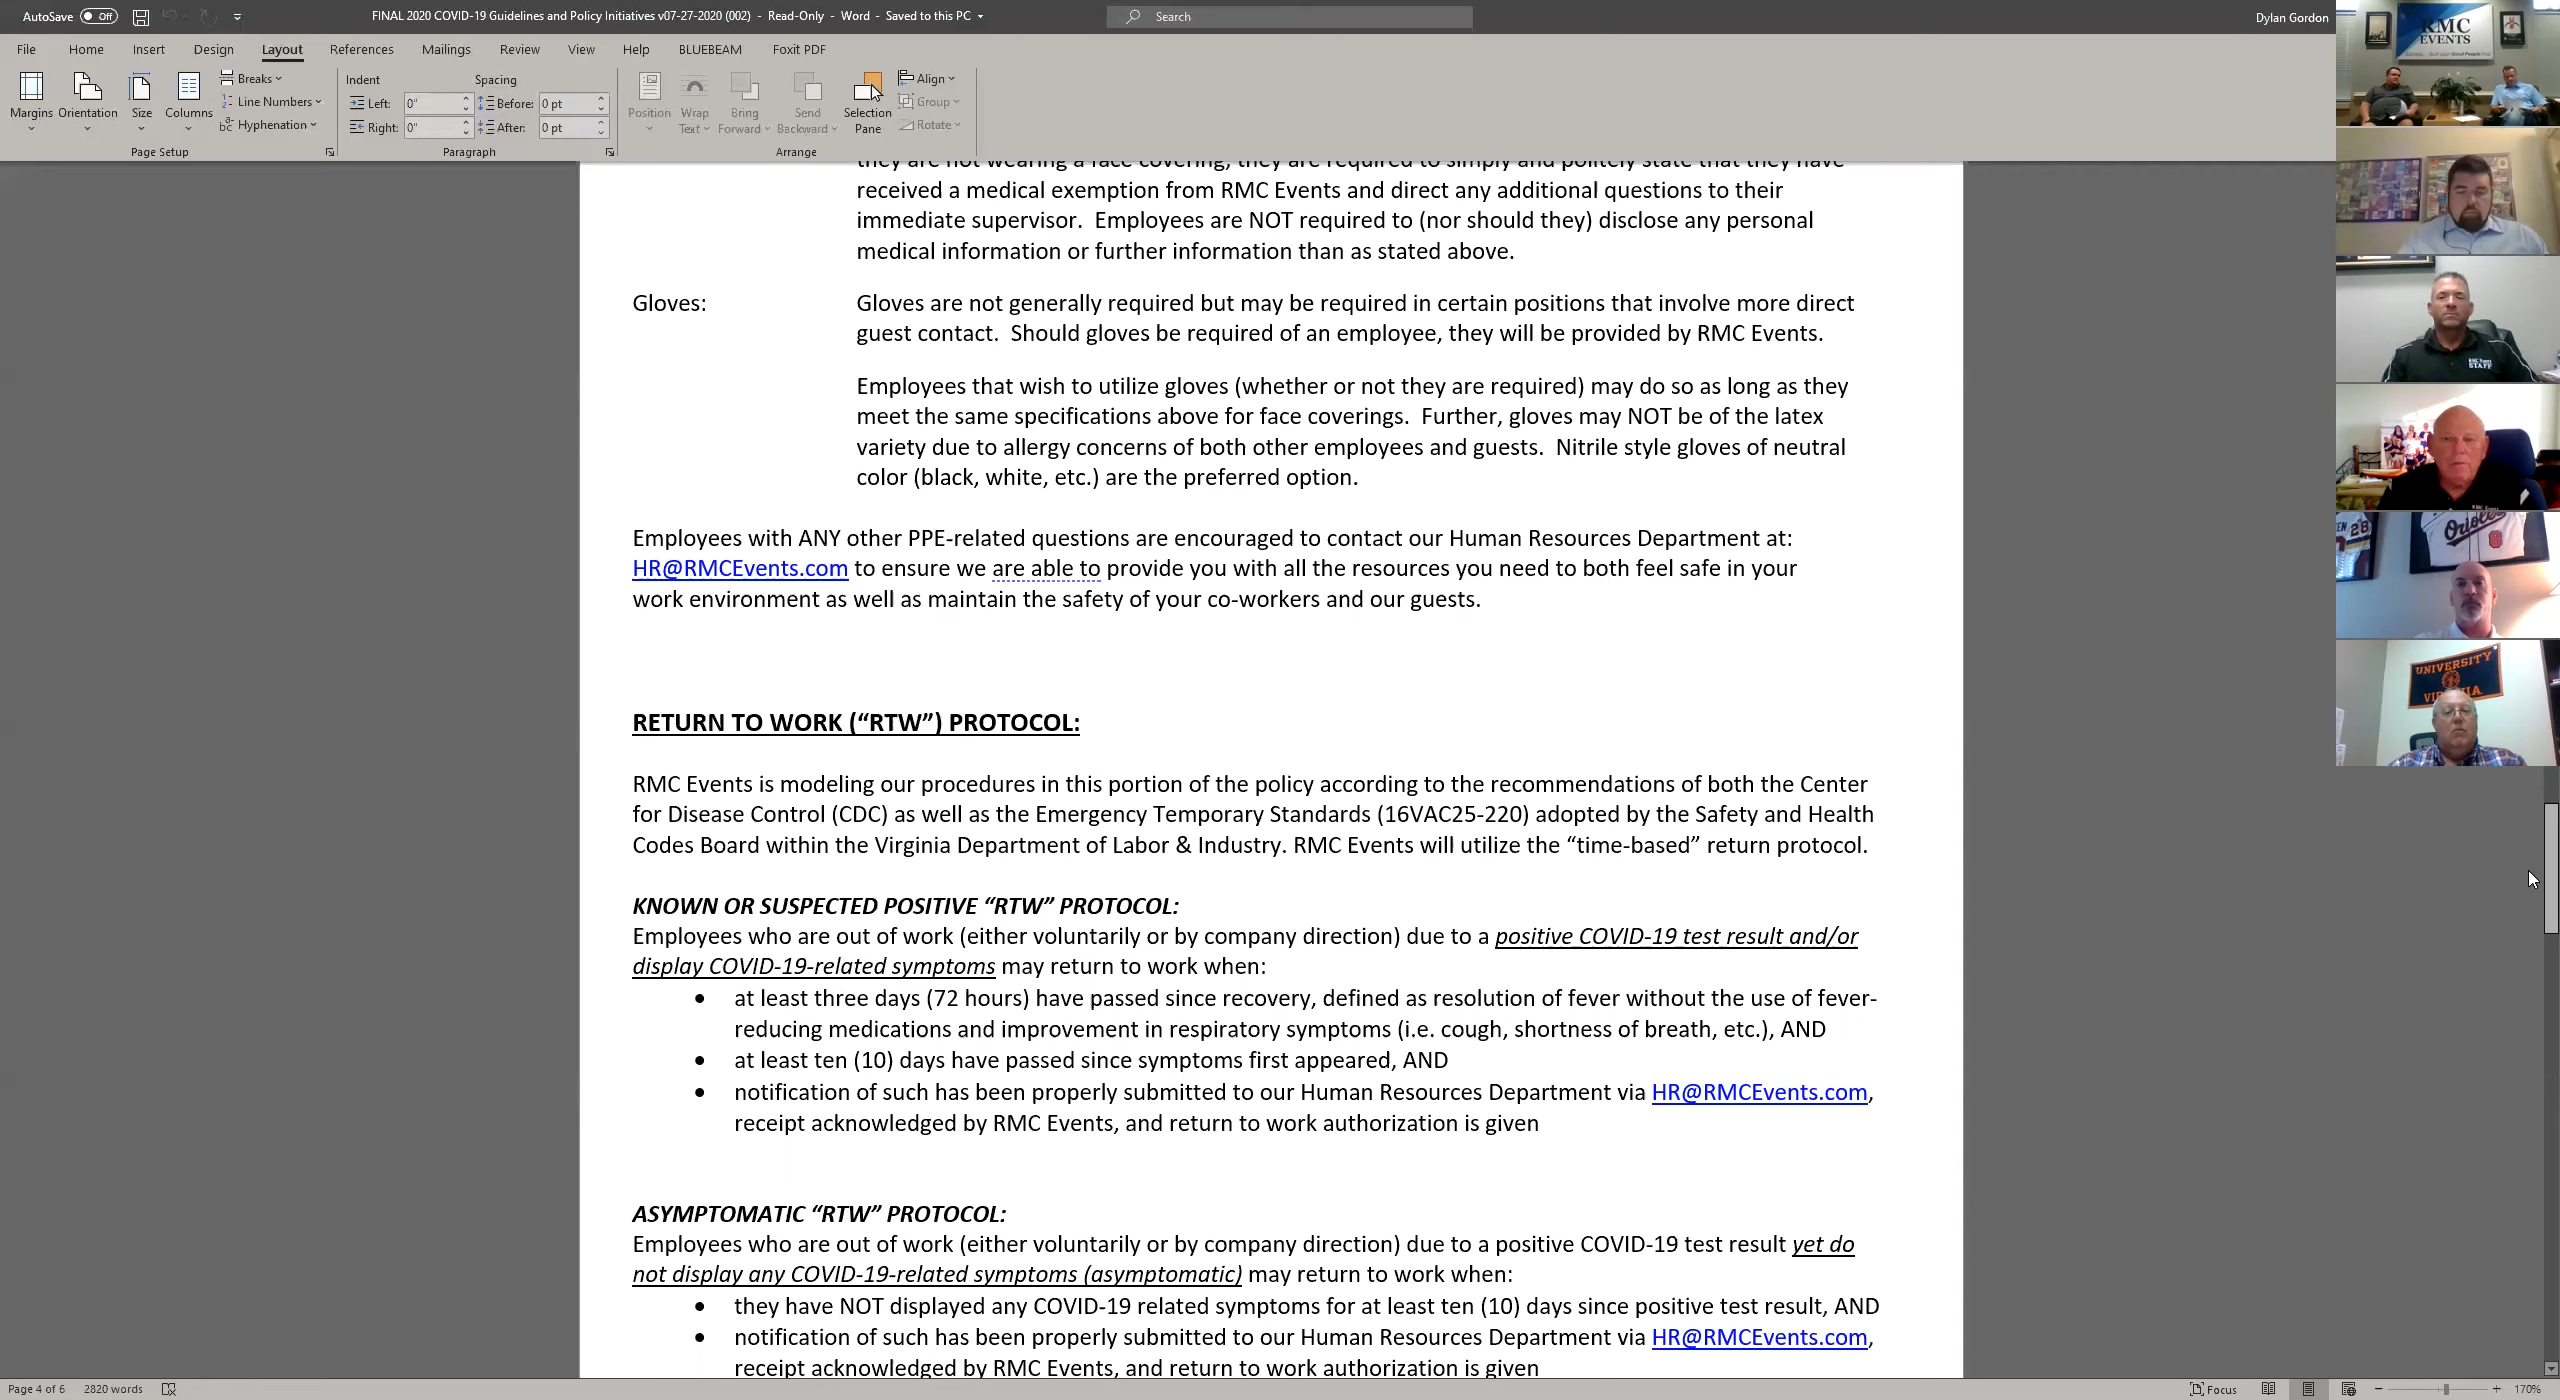 AutoSave Off
FINAL 2020 COVID-19 Guidelines and Policy Initiatives v07-27-2020 (002) - Read-Only - Word - Saved to this PC
Search
Dylan Gordon
File Home Insert Design Layout References Mailings Review View Help BLUEBEAM Foxit PDF
Margins
Orientation
Size
Columns
Breaks
Line Numbers
Hyphenation
Page Setup
Indent
Left: 0"
Right: 0"
Spacing
Before: 0 pt
After: 0 pt
Paragraph
Position
Wrap
Text
Bring
Forward
Send
Backward
Selection
Pane
Align
Group
Rotate
Arrange
they are not wearing a face covering, they are required to simply and politely state that they have
received a medical exemption from RMC Events and direct any additional questions to their
immediate supervisor.  Employees are NOT required to (nor should they) disclose any personal
medical information or further information than as stated above.
Gloves: Gloves are not generally required but may be required in certain positions that involve more direct
guest contact.  Should gloves be required of an employee, they will be provided by RMC Events.
Employees that wish to utilize gloves (whether or not they are required) may do so as long as they
meet the same specifications above for face coverings.  Further, gloves may NOT be of the latex
variety due to allergy concerns of both other employees and guests.  Nitrile style gloves of neutral
color (black, white, etc.) are the preferred option.
Employees with ANY other PPE-related questions are encouraged to contact our Human Resources Department at:
HR@RMCEvents.com to ensure we are able to provide you with all the resources you need to both feel safe in your
work environment as well as maintain the safety of your co-workers and our guests.
RETURN TO WORK (“RTW”) PROTOCOL:
RMC Events is modeling our procedures in this portion of the policy according to the recommendations of both the Center
for Disease Control (CDC) as well as the Emergency Temporary Standards (16VAC25-220) adopted by the Safety and Health
Codes Board within the Virginia Department of Labor & Industry. RMC Events will utilize the “time-based” return protocol.
KNOWN OR SUSPECTED POSITIVE “RTW” PROTOCOL:
Employees who are out of work (either voluntarily or by company direction) due to a positive COVID-19 test result and/or
display COVID-19-related symptoms may return to work when:
• at least three days (72 hours) have passed since recovery, defined as resolution of fever without the use of fever-
reducing medications and improvement in respiratory symptoms (i.e. cough, shortness of breath, etc.), AND
• at least ten (10) days have passed since symptoms first appeared, AND
• notification of such has been properly submitted to our Human Resources Department via HR@RMCEvents.com,
receipt acknowledged by RMC Events, and return to work authorization is given
ASYMPTOMATIC “RTW” PROTOCOL:
Employees who are out of work (either voluntarily or by company direction) due to a positive COVID-19 test result yet do
not display any COVID-19-related symptoms (asymptomatic) may return to work when:
• they have NOT displayed any COVID-19 related symptoms for at least ten (10) days since positive test result, AND
• notification of such has been properly submitted to our Human Resources Department via HR@RMCEvents.com,
receipt acknowledged by RMC Events, and return to work authorization is given
Page 4 of 6 2820 words
Focus
170%
RMC
EVENTS
STAFF
Orioles
8
UNIVERSITY
VIRGINIA